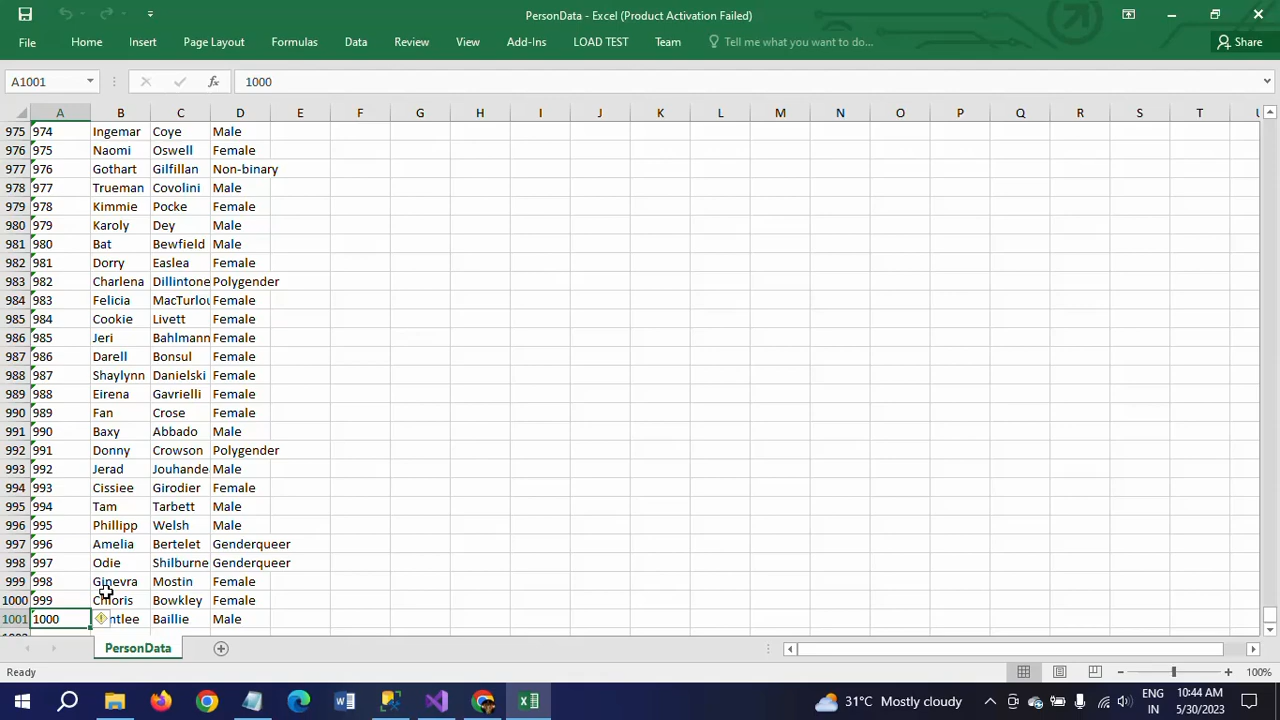 PersonData - Excel (Product Activation Failed)
File Home Insert Page Layout Formulas Data Review View Add-Ins LOAD TEST Team Tell me what you want to do... Share
A1001 fx 1000
A B C D E F G H I J K L M N O P Q R S T
975 974 Ingemar Coye Male
976 975 Naomi Oswell Female
977 976 Gothart Gilfillan Non-binary
978 977 Trueman Covolini Male
979 978 Kimmie Pocke Female
980 979 Karoly Dey Male
981 980 Bat Bewfield Male
982 981 Dorry Easlea Female
983 982 Charlena Dillintone Polygender
984 983 Felicia MacTurlou Female
985 984 Cookie Livett Female
986 985 Jeri Bahlmann Female
987 986 Darell Bonsul Female
988 987 Shaylynn Danielski Female
989 988 Eirena Gavrielli Female
990 989 Fan Crose Female
991 990 Baxy Abbado Male
992 991 Donny Crowson Polygender
993 992 Jerad Jouhande Male
994 993 Cissiee Girodier Female
995 994 Tam Tarbett Male
996 995 Phillipp Welsh Male
997 996 Amelia Bertelet Genderqueer
998 997 Odie Shilburne Genderqueer
999 998 Ginevra Mostin Female
1000 999 Chloris Bowkley Female
1001 1000 ntlee Baillie Male
PersonData
Ready 100%
31°C Mostly cloudy ENG IN 10:44 AM 5/30/2023